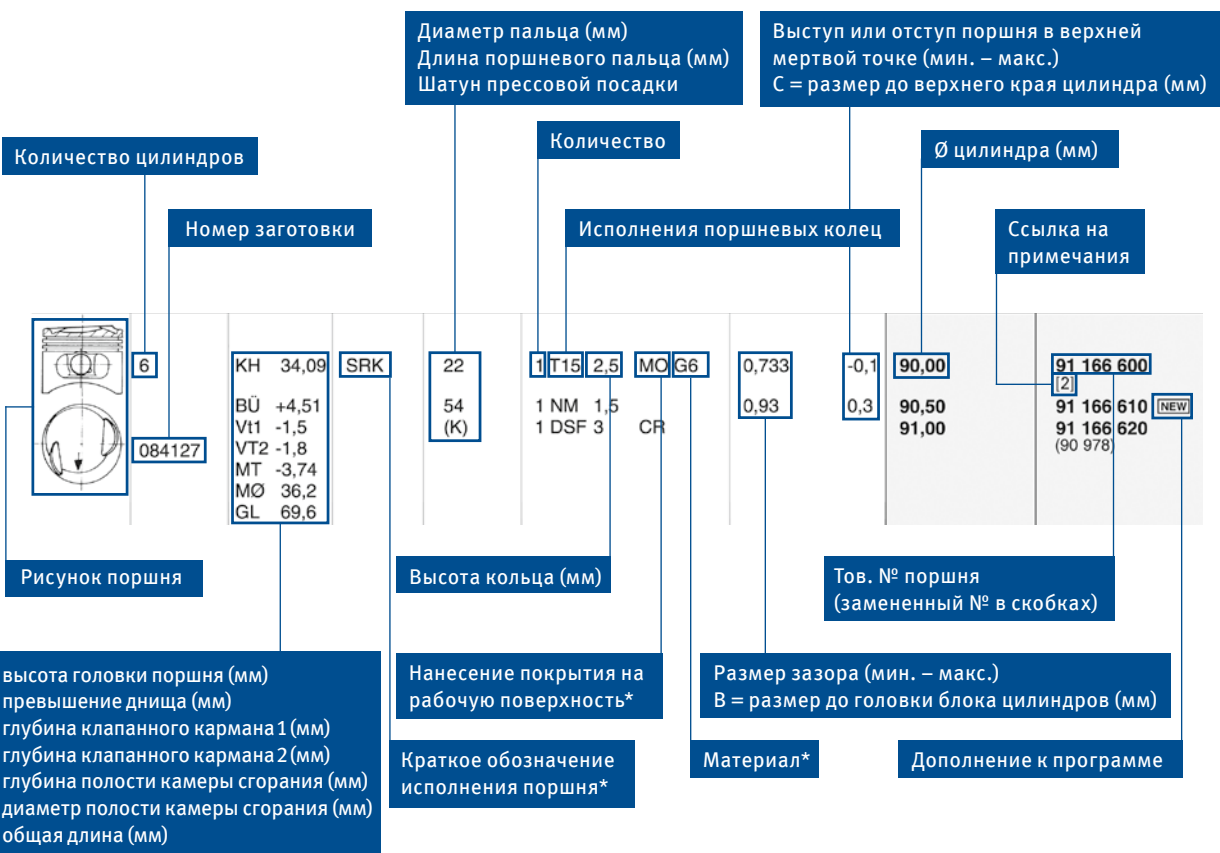 Диаметр пальца (мм)
Длина поршневого пальца (мм)
Шатун прессовой посадки
Выступ или отступ поршня в верхней
мертвой точке (мин. – макс.)
С = размер до верхнего края цилиндра (мм)
Количество цилиндров
Количество
Ø цилиндра (мм)
Номер заготовки
Исполнения поршневых колец
Ссылка на
примечания
6 KH 34,09 SRK 22 1 T15 2,5 MO G6 0,733 -0,1 90,00 91 166 600
[2]
BÜ +4,51 54 1 NM 1,5 0,93 0,3 90,50 91 166 610 NEW
Vt1 -1,5 (K) 1 DSF 3 CR 91,00 91 166 620
084127 VT2 -1,8 (90 978)
MT -3,74
MØ 36,2
GL 69,6
Рисунок поршня
Высота кольца (мм)
Тов. № поршня
(замененный № в скобках)
высота головки поршня (мм)
превышение днища (мм)
глубина клапанного кармана 1 (мм)
глубина клапанного кармана 2 (мм)
глубина полости камеры сгорания (мм)
диаметр полости камеры сгорания (мм)
общая длина (мм)
Нанесение покрытия на
рабочую поверхность*
Размер зазора (мин. – макс.)
В = размер до головки блока цилиндров (мм)
Краткое обозначение
исполнения поршня*
Материал*
Дополнение к программе